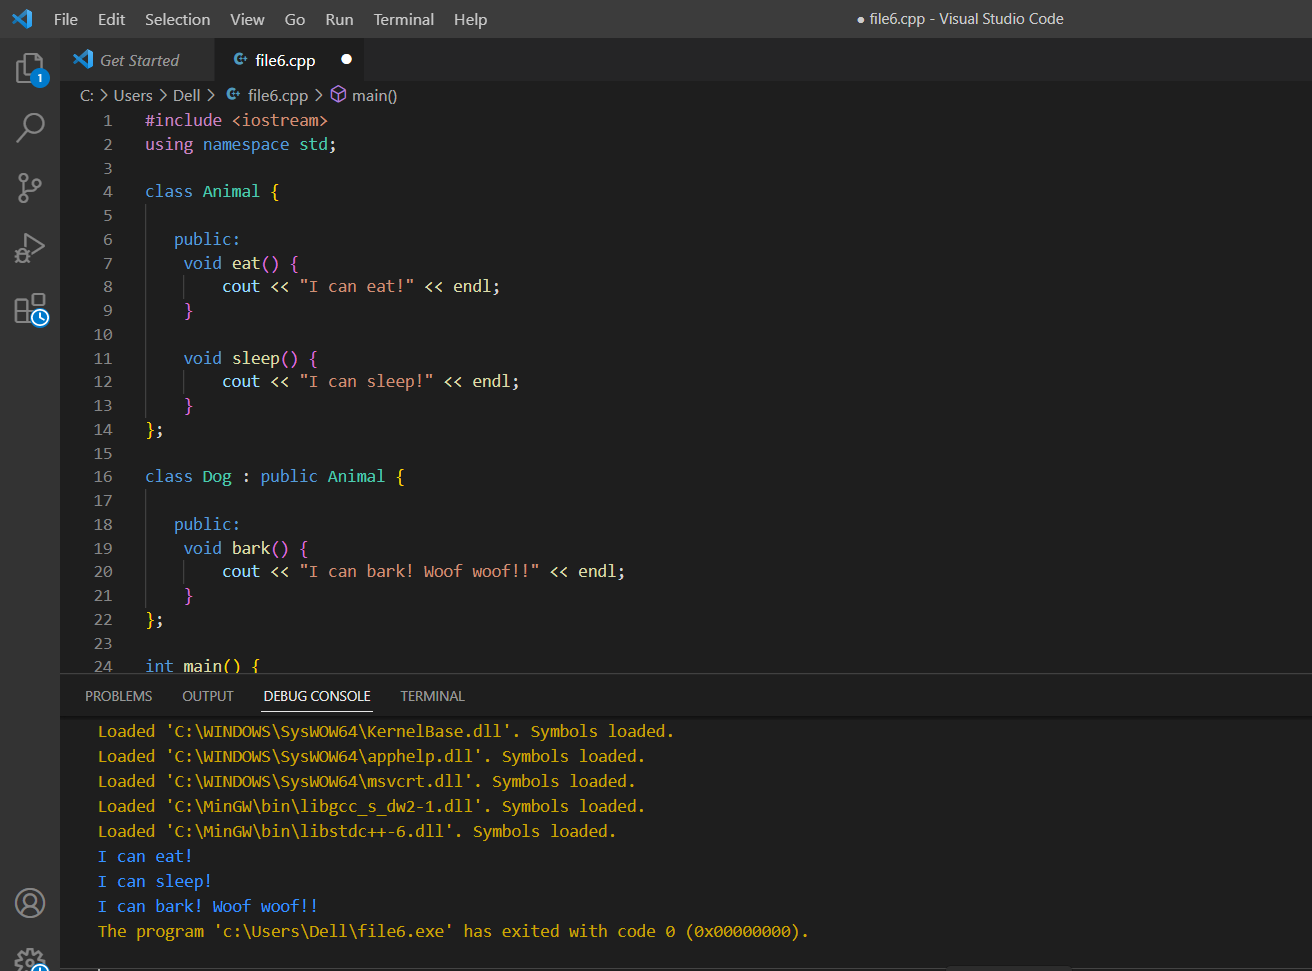 File Edit Selection View Go Run Terminal Help ● file6.cpp - Visual Studio Code
Get Started file6.cpp ●
C: > Users > Dell > file6.cpp > main()
1 #include <iostream>
2 using namespace std;
3
4 class Animal {
5
6 public:
7 void eat() {
8 cout << "I can eat!" << endl;
9 }
10
11 void sleep() {
12 cout << "I can sleep!" << endl;
13 }
14 };
15
16 class Dog : public Animal {
17
18 public:
19 void bark() {
20 cout << "I can bark! Woof woof!!" << endl;
21 }
22 };
23
24 int main() {
1
PROBLEMS OUTPUT DEBUG CONSOLE TERMINAL
Loaded 'C:\WINDOWS\SysWOW64\KernelBase.dll'. Symbols loaded.
Loaded 'C:\WINDOWS\SysWOW64\apphelp.dll'. Symbols loaded.
Loaded 'C:\WINDOWS\SysWOW64\msvcrt.dll'. Symbols loaded.
Loaded 'C:\MinGW\bin\libgcc_s_dw2-1.dll'. Symbols loaded.
Loaded 'C:\MinGW\bin\libstdc++-6.dll'. Symbols loaded.
I can eat!
I can sleep!
I can bark! Woof woof!!
The program 'c:\Users\Dell\file6.exe' has exited with code 0 (0x00000000).